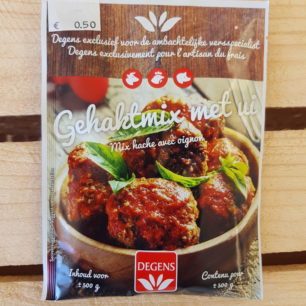 € 0.50
Degens exclusief voor de ambachtelijke versspecialist
Degens exclusivement pour l'artisan du frais
Gehaktmix met ui
Mix hache avec oignon
DEGENS
Inhoud voor
± 500 g
Contenu pour
± 500 g